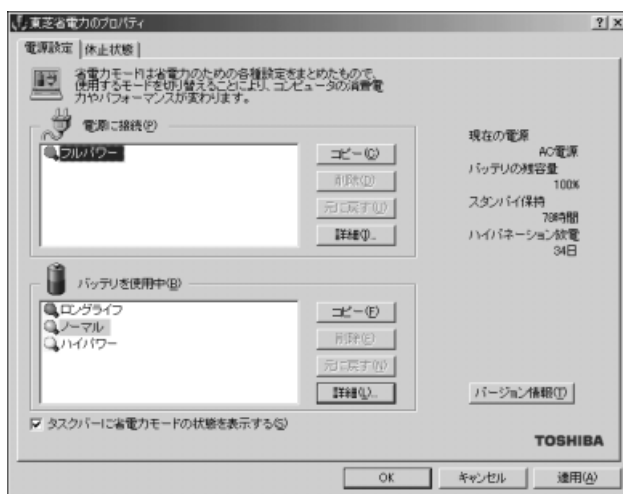 東芝省電力のプロパティ
電源設定
休止状態
省電力モードは省電力のための各種設定をまとめたもので、
使用するモードを切り替えることにより、コンピュータの消費電
力やパフォーマンスが変わります。
電源に接続(P)
フルパワー
コピー(C)
削除(D)
元に戻す(U)
詳細(I)...
現在の電源
AC電源
バッテリの残容量
100%
スタンバイ保持
78時間
ハイバネーション放電
34日
バッテリを使用中(B)
ロングライフ
ノーマル
ハイパワー
コピー(F)
削除(E)
元に戻す(N)
詳細(L)...
バージョン情報(T)
タスクバーに省電力モードの状態を表示する(S)
TOSHIBA
OK
キャンセル
適用(A)